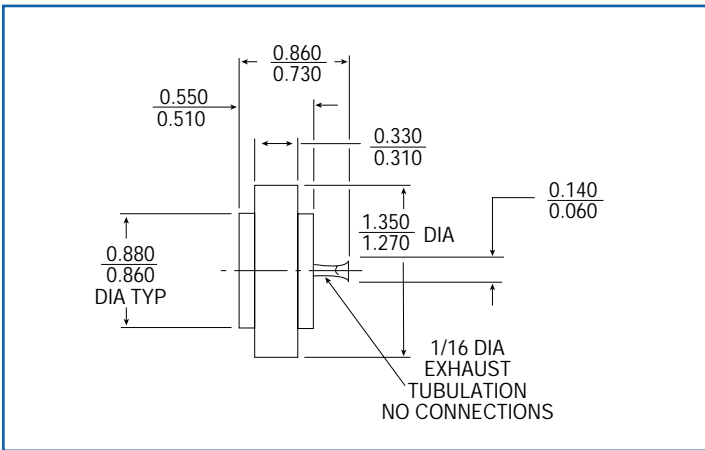 0.860
0.730
0.550
0.510
0.330
0.310
0.140
0.060
1.350
1.270 DIA
0.880
0.860
DIA TYP
1/16 DIA
EXHAUST
TUBULATION
NO CONNECTIONS